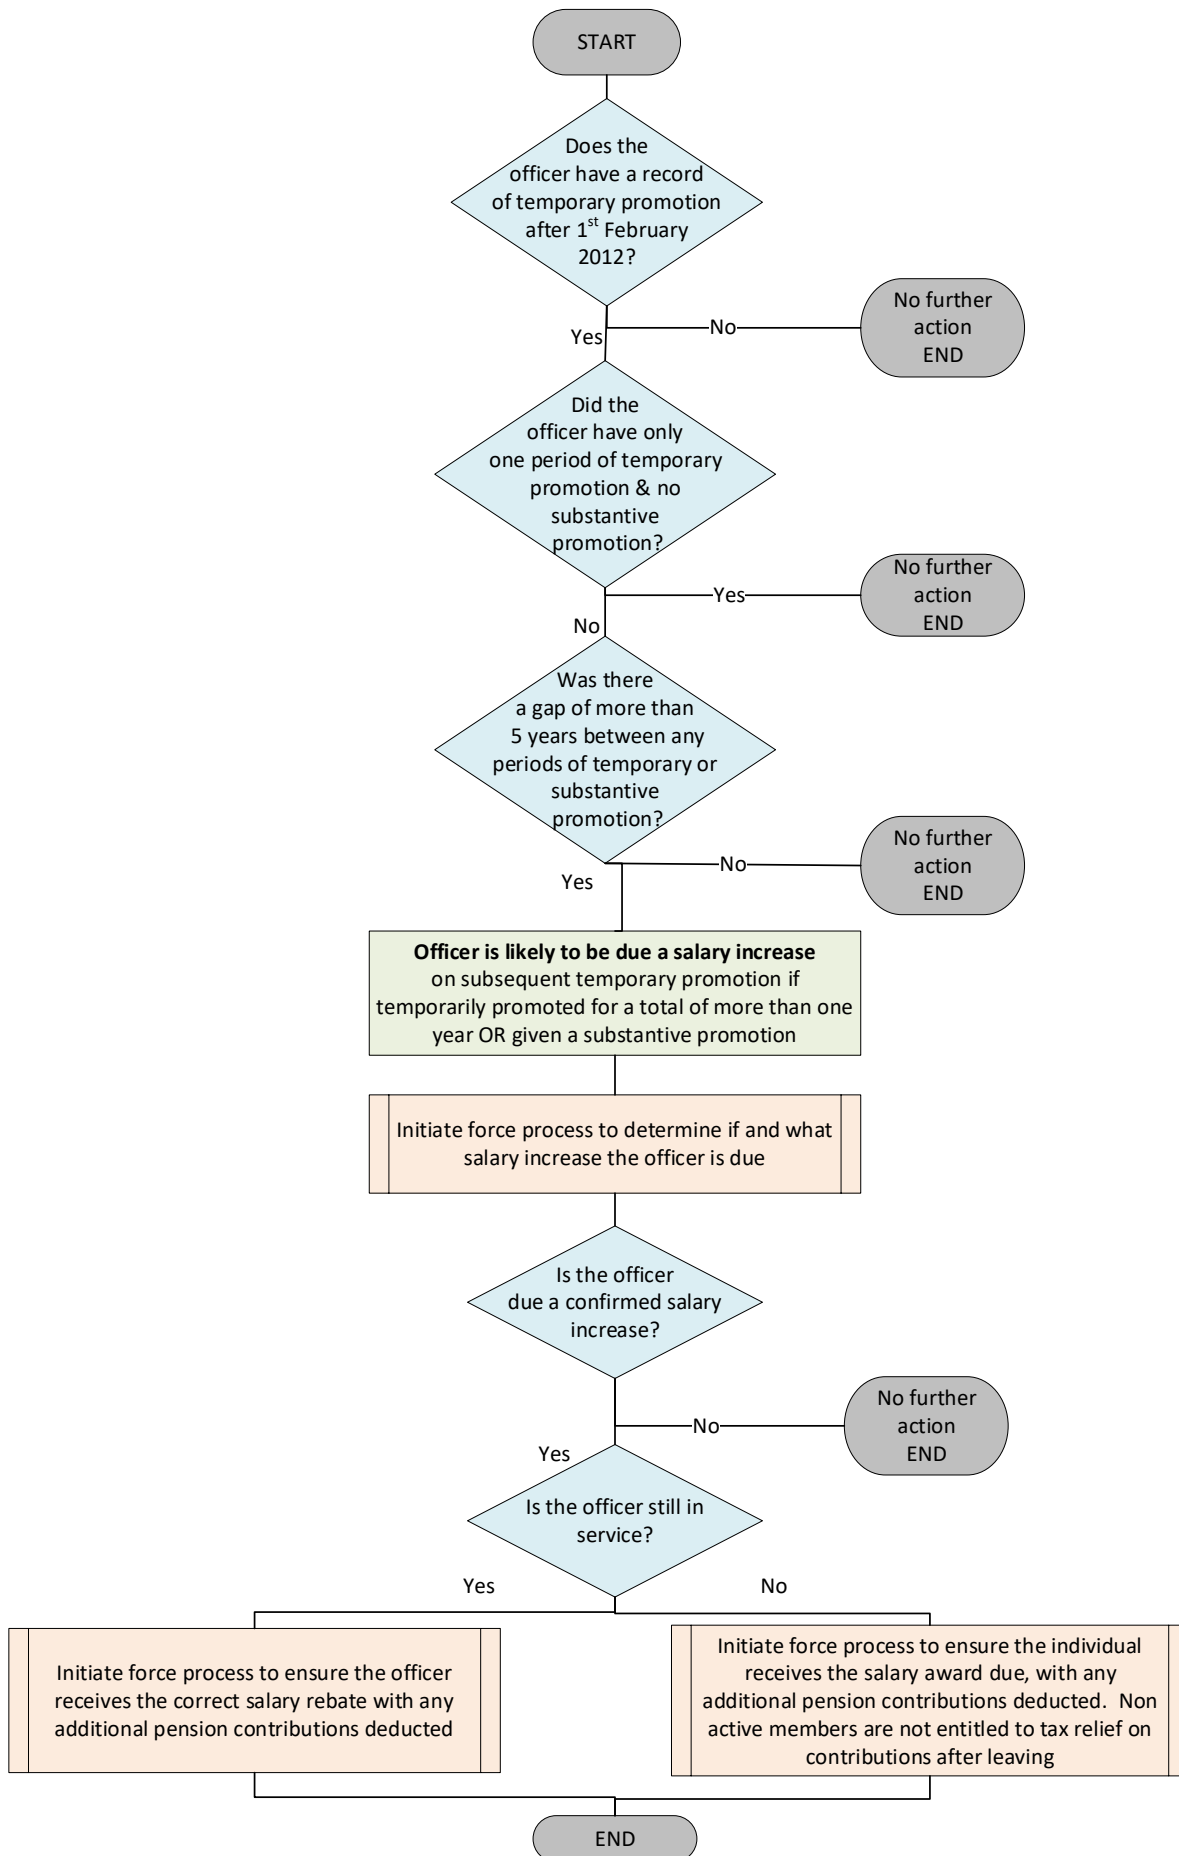 START
Does the
officer have a record
of temporary promotion
after 1st February
2012?
No further
action
END
No
Yes
Did the
officer have only
one period of temporary
promotion & no
substantive
promotion?
No further
action
END
Yes
No
Was there
a gap of more than
5 years between any
periods of temporary or
substantive
promotion?
No further
action
END
No
Yes
Officer is likely to be due a salary increase
on subsequent temporary promotion if
temporarily promoted for a total of more than one
year OR given a substantive promotion
Initiate force process to determine if and what
salary increase the officer is due
Is the officer
due a confirmed salary
increase?
No further
action
END
No
Yes
Is the officer still in
service?
Yes
No
Initiate force process to ensure the officer
receives the correct salary rebate with any
additional pension contributions deducted
Initiate force process to ensure the individual
receives the salary award due, with any
additional pension contributions deducted.  Non
active members are not entitled to tax relief on
contributions after leaving
END